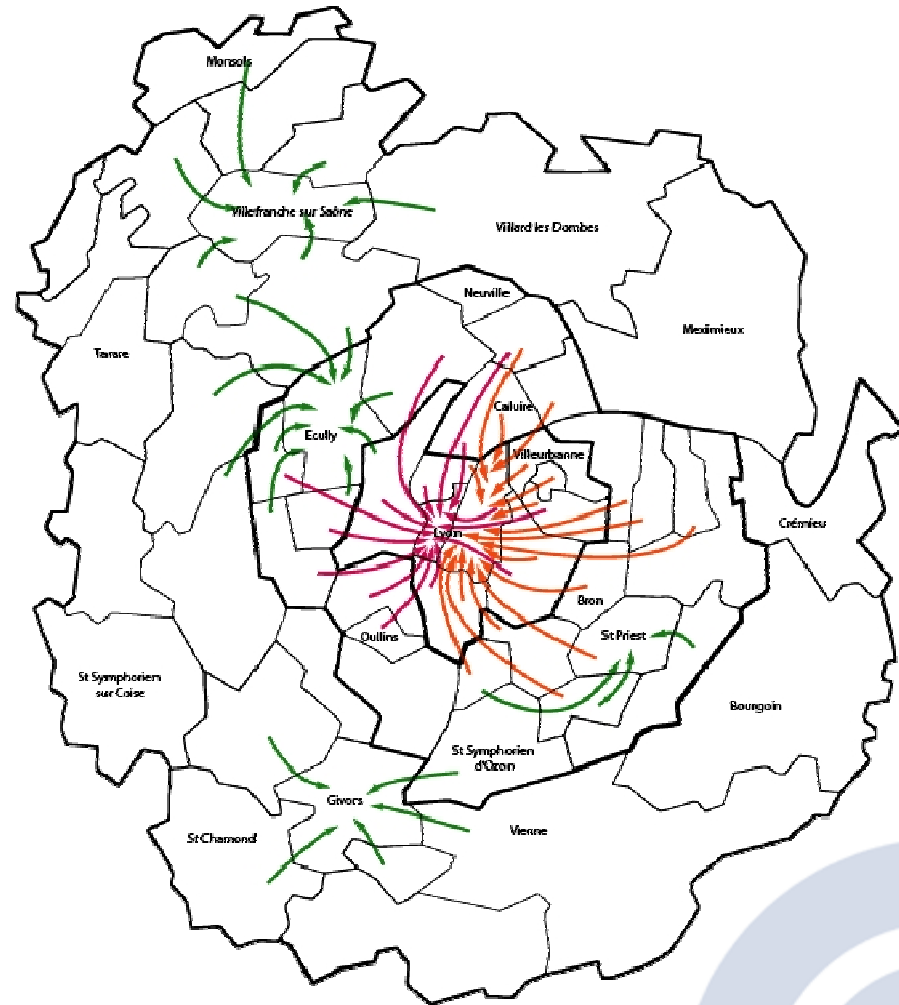 Monsols
Villefranche sur Saône
Villard les Dombes
Neuville
Meximieux
Tarare
Caluire
Ecully
Villeurbanne
Crémieu
Lyon
Bron
Oullins
St Priest
St Symphorien
sur Coise
Bourgoin
St Symphorien
d'Ozon
Givors
Vienne
St Chamond